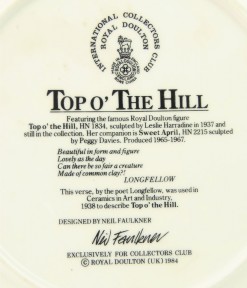 INTERNATIONAL COLLECTORS CLUB
ROYAL DOULTON
TOP O' THE HILL
Featuring the famous Royal Doulton figure
Top o' the Hill, HN 1834, sculpted by Leslie Harradine in 1937 and
still in the collection. Her companion is Sweet April, HN 2215 sculpted
by Peggy Davies. Produced 1965-1967.
Beautiful in form and figure
Lovely as the day
Can there be so fair a creature
Made of common clay?!
LONGFELLOW
This verse, by the poet Longfellow, was used in
Ceramics in Art and Industry,
1938 to describe Top o' the Hill.
DESIGNED BY NEIL FAULKNER
Neil Faulkner
EXCLUSIVELY FOR COLLECTORS CLUB
© ROYAL DOULTON (UK) 1984